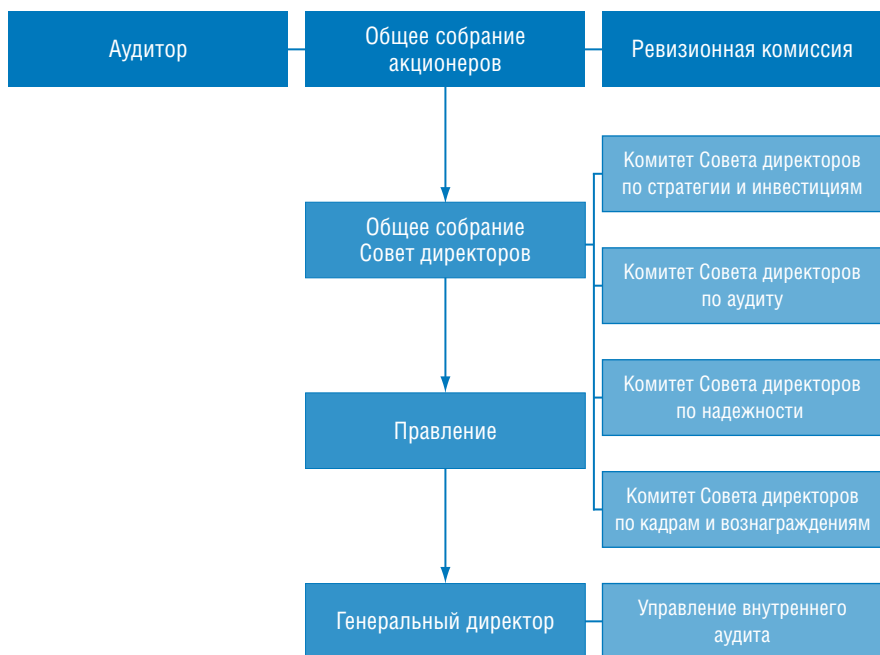 Аудитор
Общее собрание
акционеров
Ревизионная комиссия
Комитет Совета директоров
по стратегии и инвестициям
Общее собрание
Совет директоров
Комитет Совета директоров
по аудиту
Комитет Совета директоров
по надежности
Правление
Комитет Совета директоров
по кадрам и вознаграждениям
Генеральный директор
Управление внутреннего
аудита